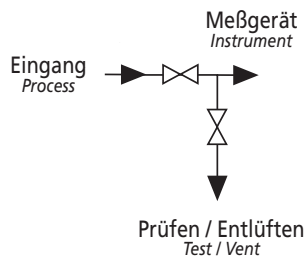 Meßgerät
Instrument
Eingang
Process
Prüfen / Entlüften
Test / Vent